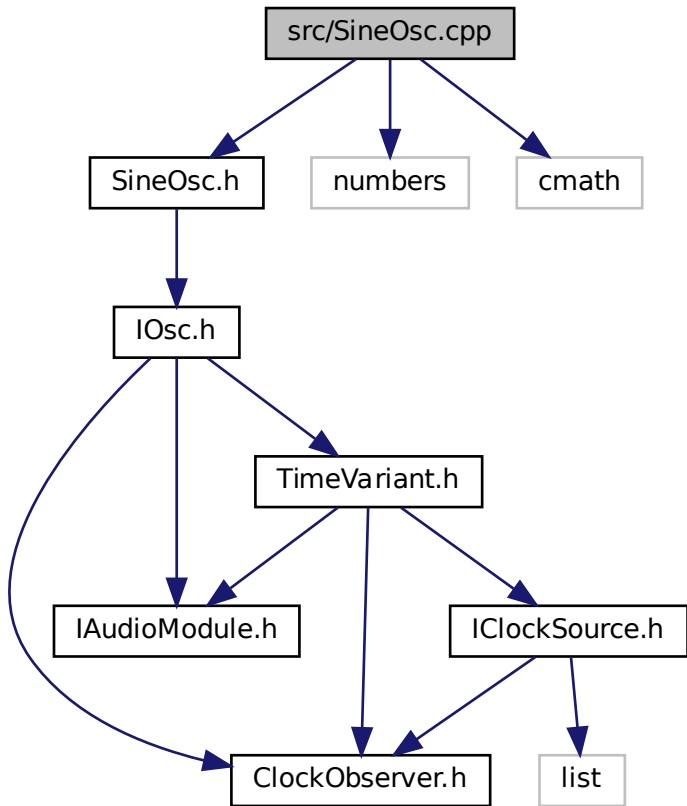 src/SineOsc.cpp
SineOsc.h
numbers
cmath
IOsc.h
TimeVariant.h
IAudioModule.h
IClockSource.h
ClockObserver.h
list